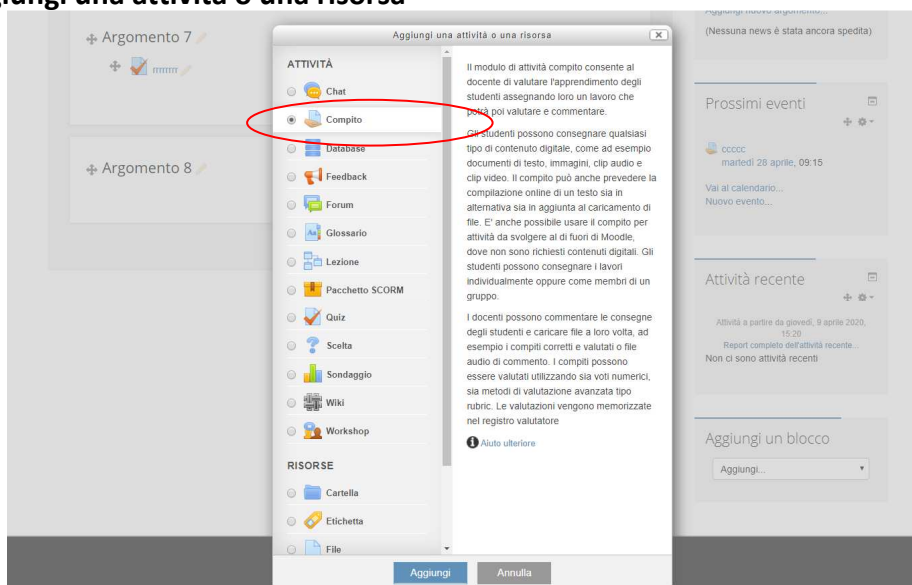 giungi una attività o una risorsa
Argomento 7
Argomento 8
Aggiungi una attività o una risorsa
ATTIVITÀ
Chat
Compito
Database
Feedback
Forum
Glossario
Lezione
Pacchetto SCORM
Quiz
Scelta
Sondaggio
Wiki
Workshop
RISORSE
Cartella
Etichetta
File
Il modulo di attività compito consente al
docente di valutare l'apprendimento degli
studenti assegnando loro un lavoro che
potrà poi valutare e commentare.
Gli studenti possono consegnare qualsiasi
tipo di contenuto digitale, come ad esempio
documenti di testo, immagini, clip audio e
clip video. Il compito può anche prevedere la
compilazione online di un testo sia in
alternativa sia in aggiunta al caricamento di
file. E' anche possibile usare il compito per
attività da svolgere al di fuori di Moodle,
dove non sono richiesti contenuti digitali. Gli
studenti possono consegnare i lavori
individualmente oppure come membri di un
gruppo.
I docenti possono commentare le consegne
degli studenti e caricare file a loro volta, ad
esempio i compiti corretti e valutati o file
audio di commento. I compiti possono
essere valutati utilizzando sia voti numerici,
sia metodi di valutazione avanzata tipo
rubric. Le valutazioni vengono memorizzate
nel registro valutatore
Aiuto ulteriore
Aggiungi
Annulla
Aggiungi nuovo argomento...
(Nessuna news è stata ancora spedita)
Prossimi eventi
ccccc
martedì 28 aprile, 09:15
Vai al calendario...
Nuovo evento...
Attività recente
Attività a partire da giovedì, 9 aprile 2020,
15:20
Report completo dell'attività recente...
Non ci sono attività recenti
Aggiungi un blocco
Aggiungi...